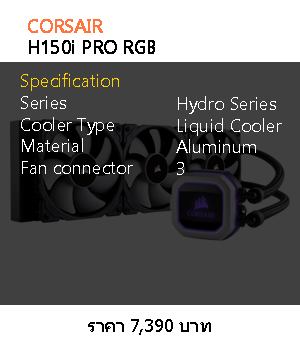 CORSAIR
H150i PRO RGB
Specification
Series Hydro Series
Cooler Type Liquid Cooler
Material Aluminum
Fan connector 3
CORSAIR
ราคา 7,390 บาท